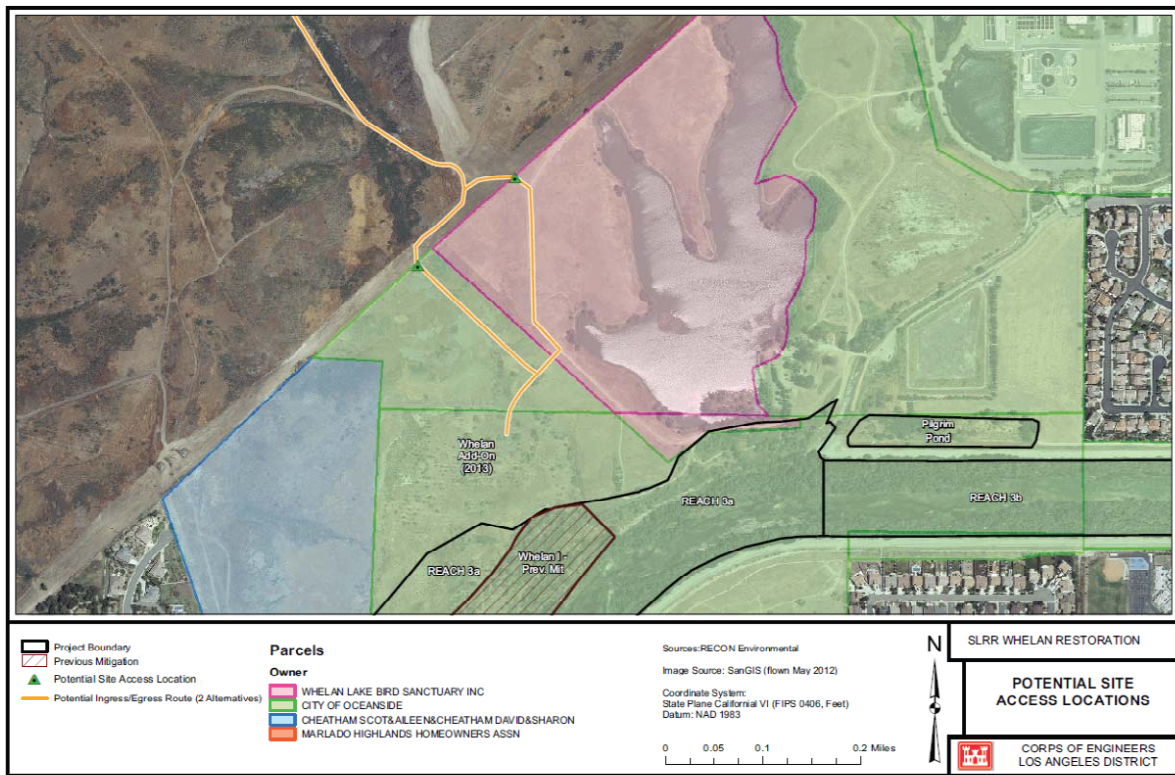 Whelan
Add-On
(2013)
Pilgrim
Pond
REACH 3a
REACH 3b
REACH 3a
Whelan I -
Prev. Mit.
Project Boundary
Previous Mitigation
Potential Site Access Location
Potential Ingress/Egress Route (2 Alternatives)
Parcels
Owner
WHELAN LAKE BIRD SANCTUARY INC
CITY OF OCEANSIDE
CHEATHAM SCOT&AILEEN&CHEATHAM DAVID&SHARON
MARLADO HIGHLANDS HOMEOWNERS ASSN
Sources:RECON Environmental
Image Source: SanGIS (flown May 2012)
Coordinate System:
State Plane Californial VI (FIPS 0406, Feet)
Datum: NAD 1983
0 0.05 0.1 0.2 Miles
N
SLRR WHELAN RESTORATION
POTENTIAL SITE
ACCESS LOCATIONS
CORPS OF ENGINEERS
LOS ANGELES DISTRICT